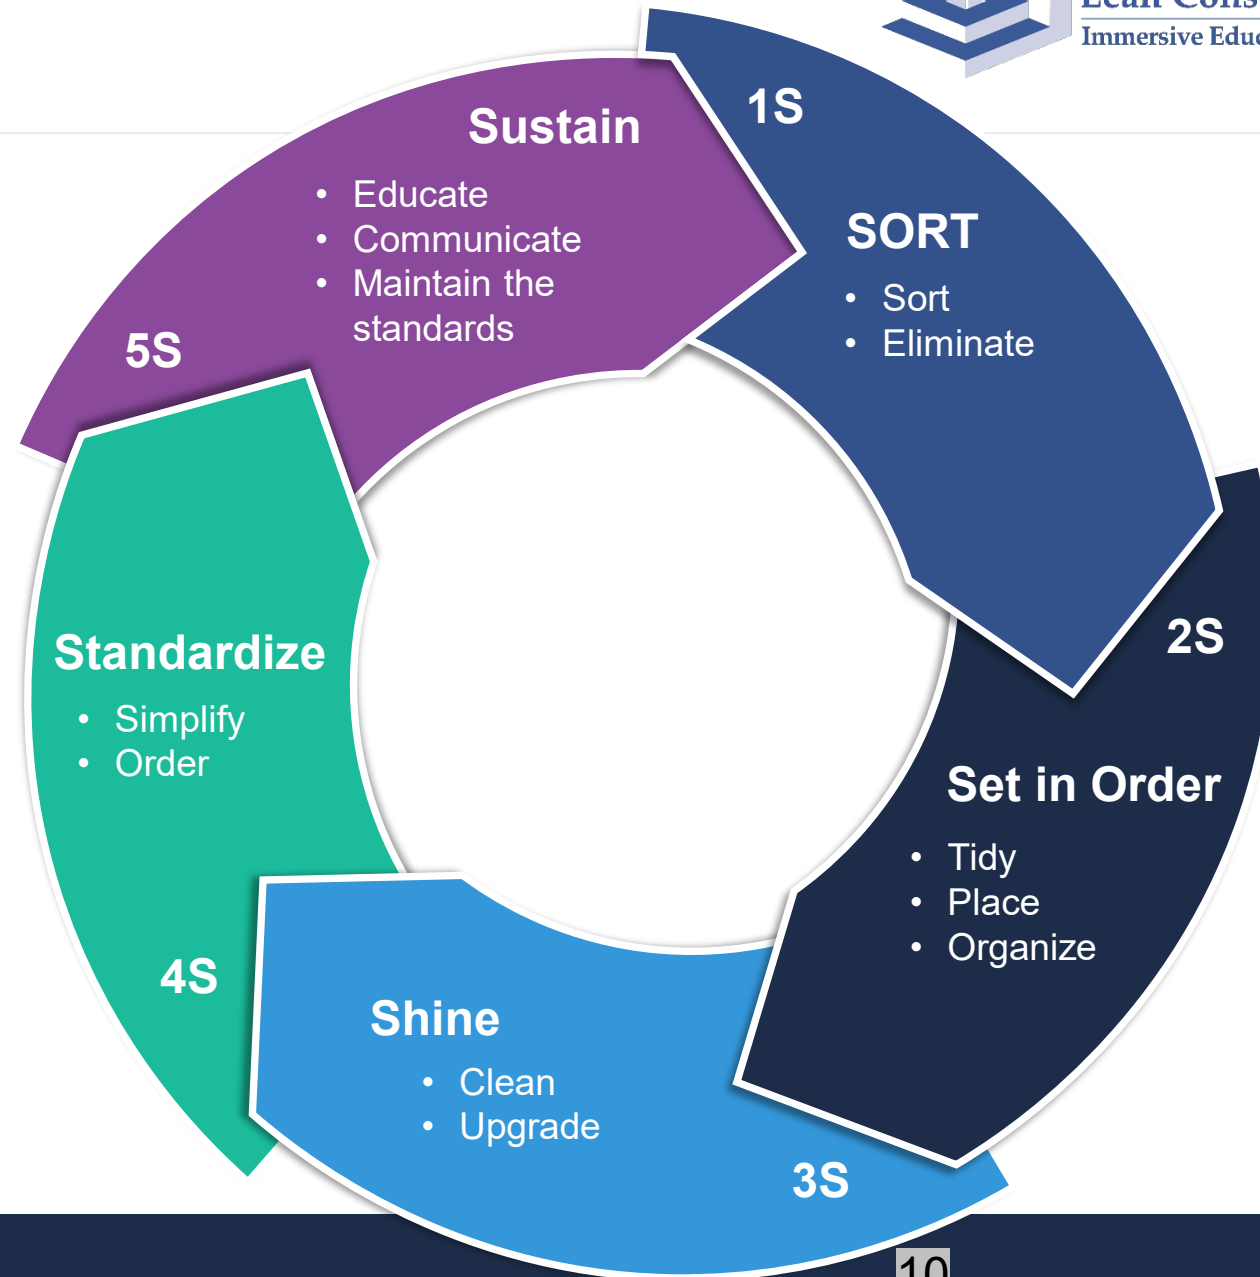 Immersive
1S
SORT
• Sort
• Eliminate
2S
Set in Order
• Tidy
• Place
• Organize
3S
Shine
• Clean
• Upgrade
4S
Standardize
• Simplify
• Order
5S
Sustain
• Educate
• Communicate
• Maintain the
standards
10